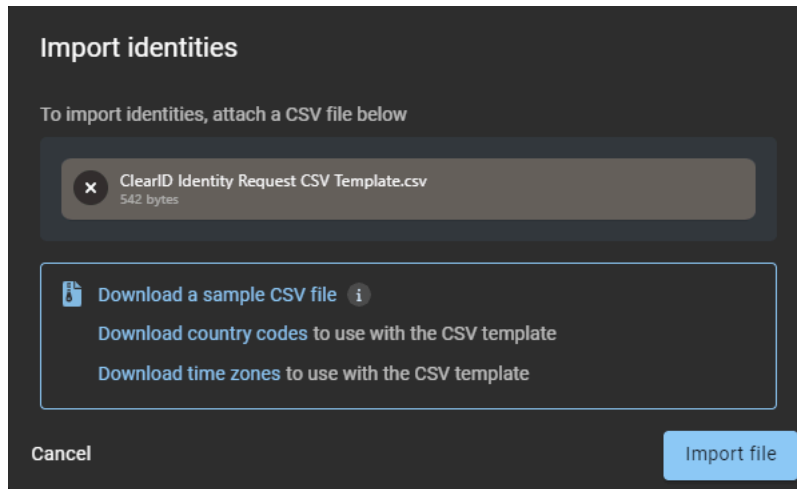 Import identities
To import identities, attach a CSV file below
ClearID Identity Request CSV Template.csv
542 bytes
Download a sample CSV file
Download country codes to use with the CSV template
Download time zones to use with the CSV template
Cancel
Import file